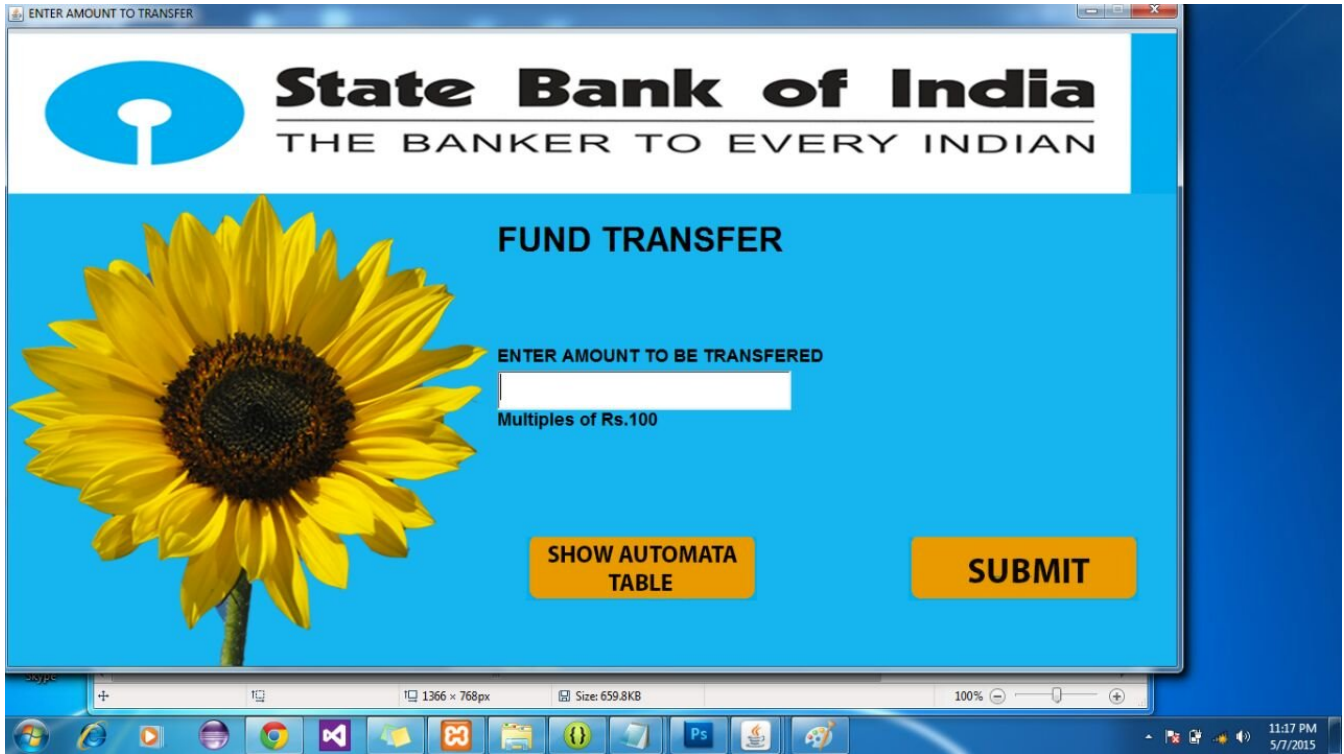 ENTER AMOUNT TO TRANSFER
State Bank of India
THE BANKER TO EVERY INDIAN
FUND TRANSFER
ENTER AMOUNT TO BE TRANSFERED
Multiples of Rs.100
SHOW AUTOMATA
TABLE
SUBMIT
Skype
1366 × 768px
Size: 659.8KB
100%
Ps
11:17 PM
5/7/2015